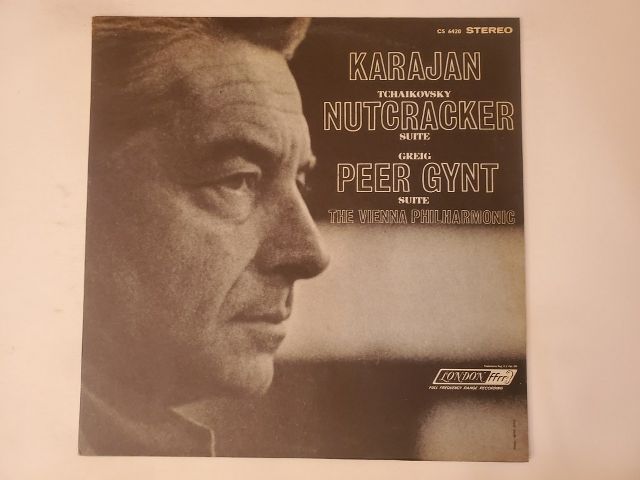 CS 6420 STEREO
KARAJAN
TCHAIKOVSKY
NUTCRACKER
SUITE
GREIG
PEER GYNT
SUITE
THE VIENNA PHILHARMONIC
LONDON ffrr
FULL FREQUENCY RANGE RECORDING